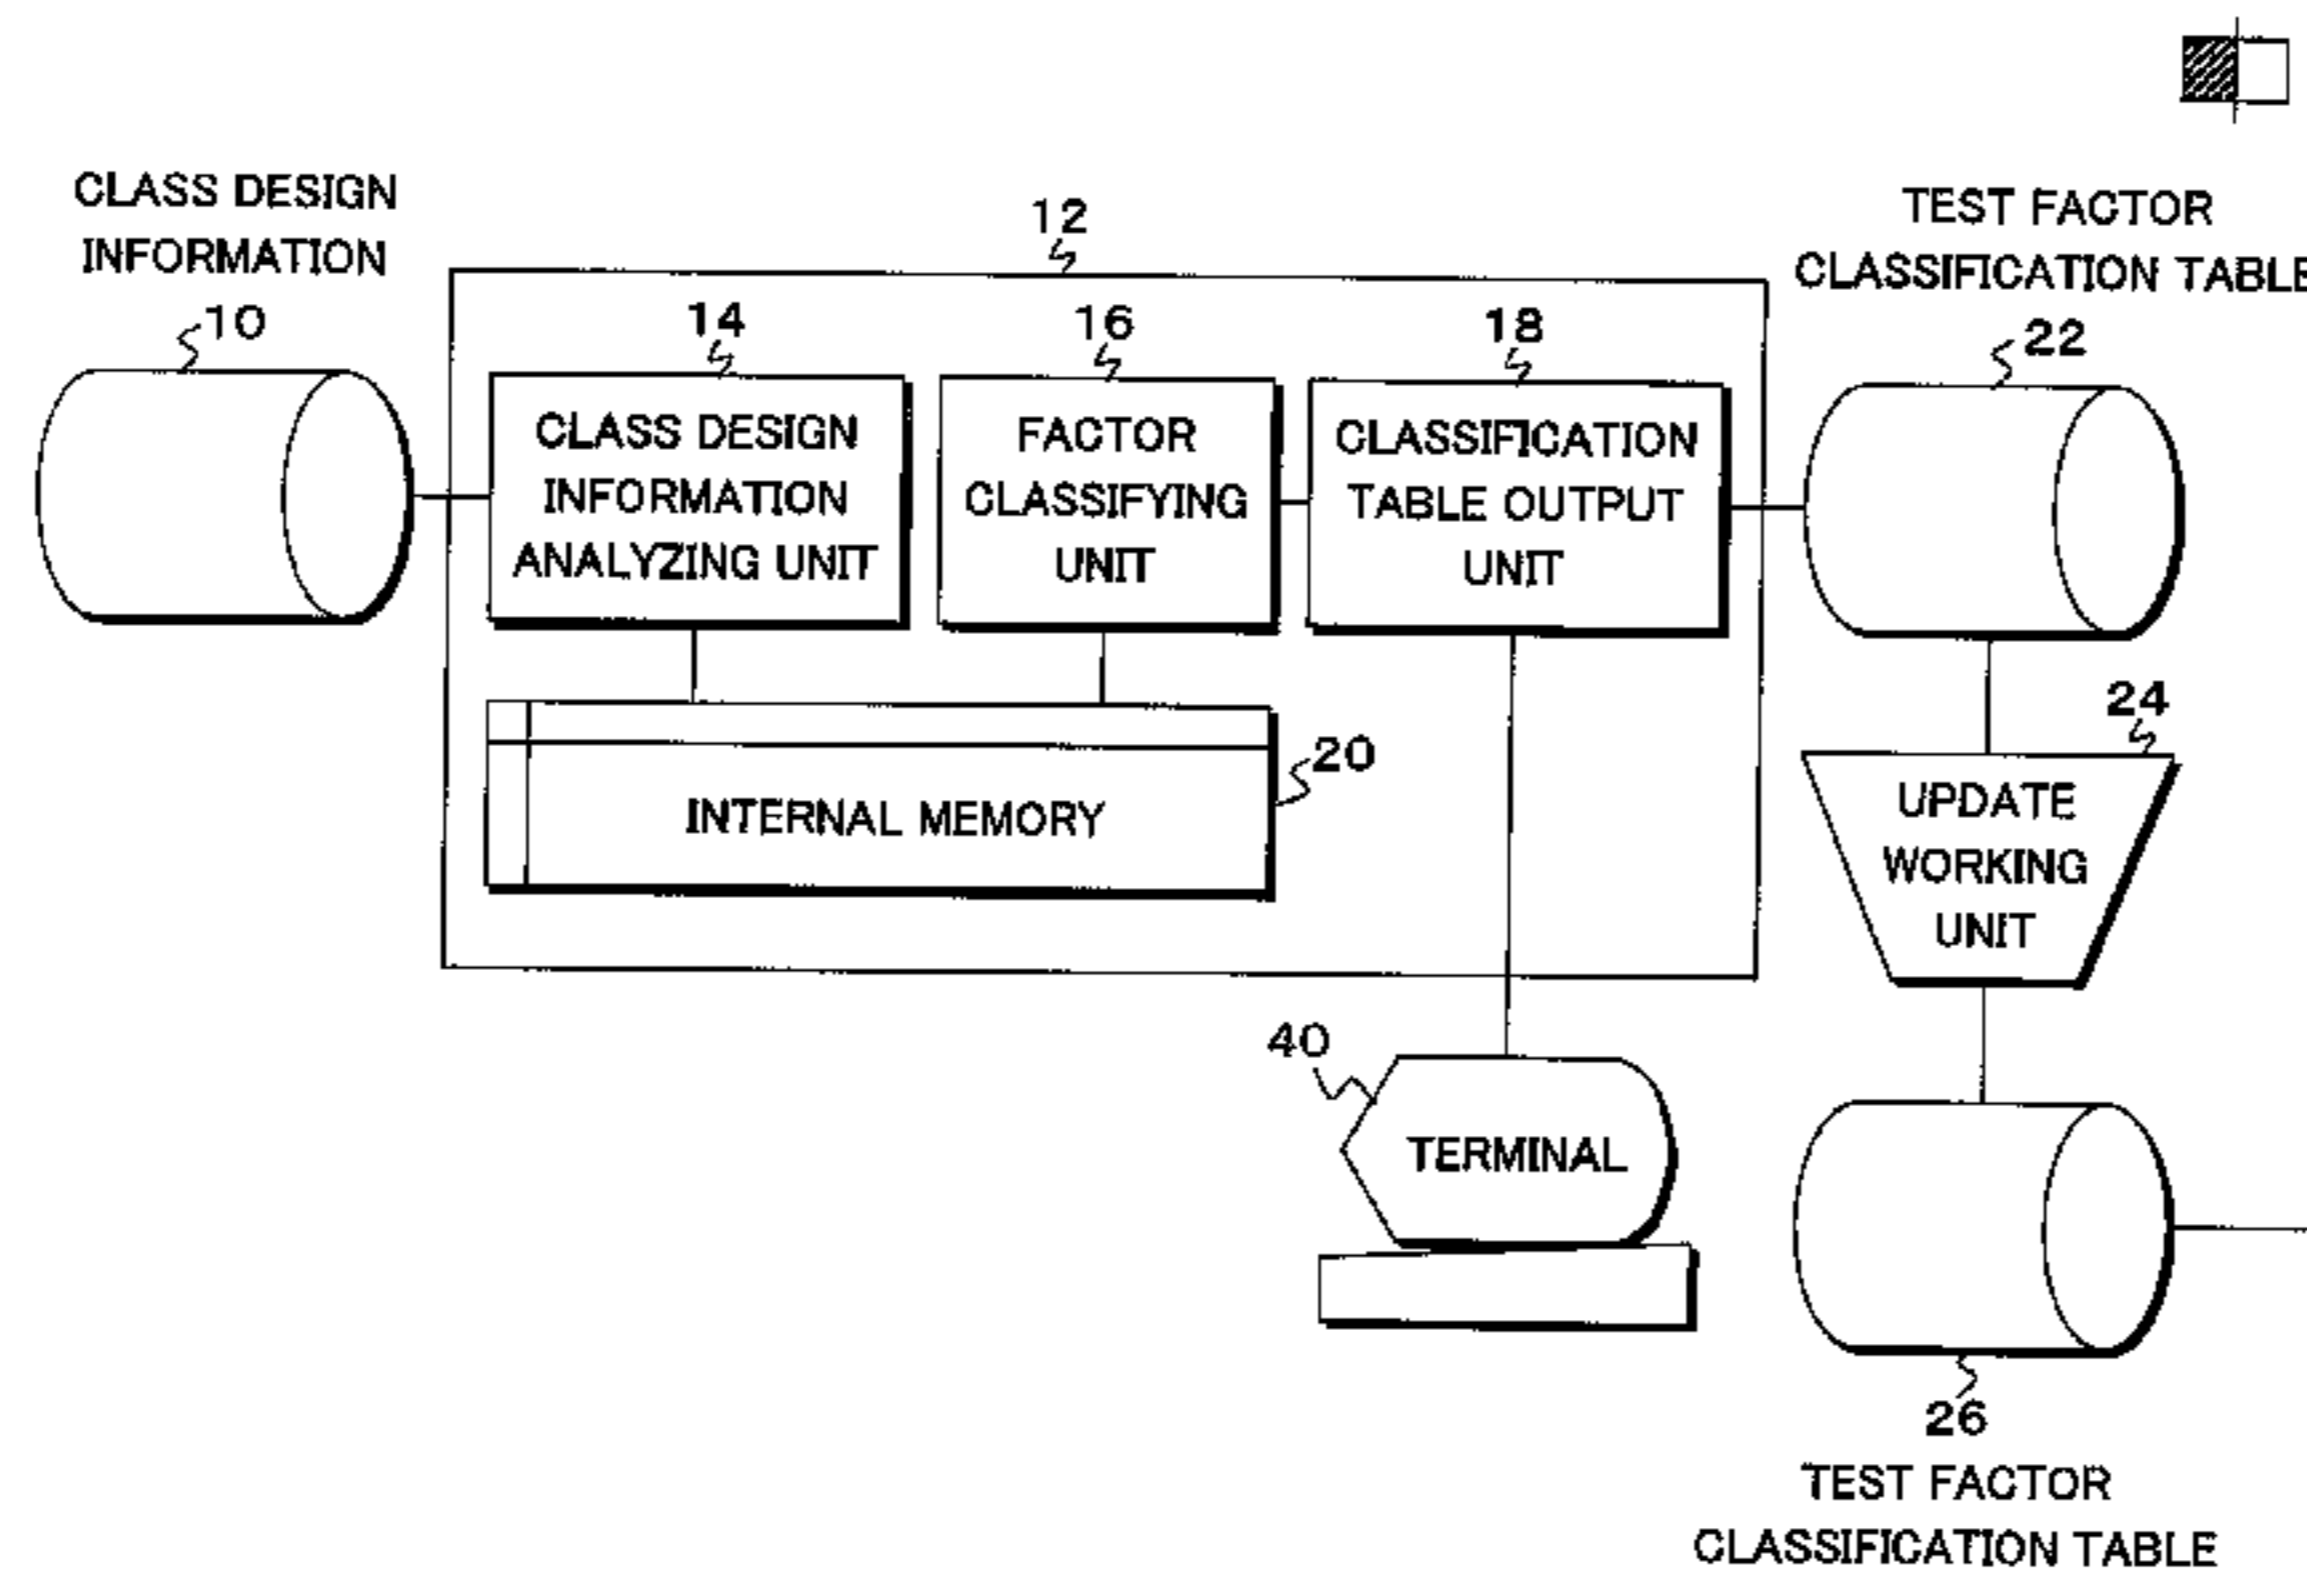 CLASS DESIGN
INFORMATION
10
12
TEST FACTOR
CLASSIFICATION TABLE
14
16
18
22
CLASS DESIGN
INFORMATION
ANALYZING UNIT
FACTOR
CLASSIFYING
UNIT
CLASSIFICATION
TABLE OUTPUT
UNIT
24
20
INTERNAL MEMORY
UPDATE
WORKING
UNIT
40
TERMINAL
26
TEST FACTOR
CLASSIFICATION TABLE